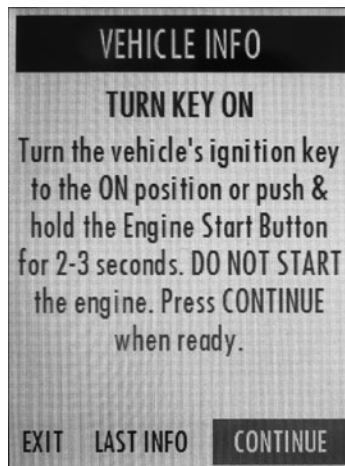 VEHICLE INFO
TURN KEY ON
Turn the vehicle's ignition key
to the ON position or push &
hold the Engine Start Button
for 2-3 seconds. DO NOT START
the engine. Press CONTINUE
when ready.
EXIT LAST INFO CONTINUE